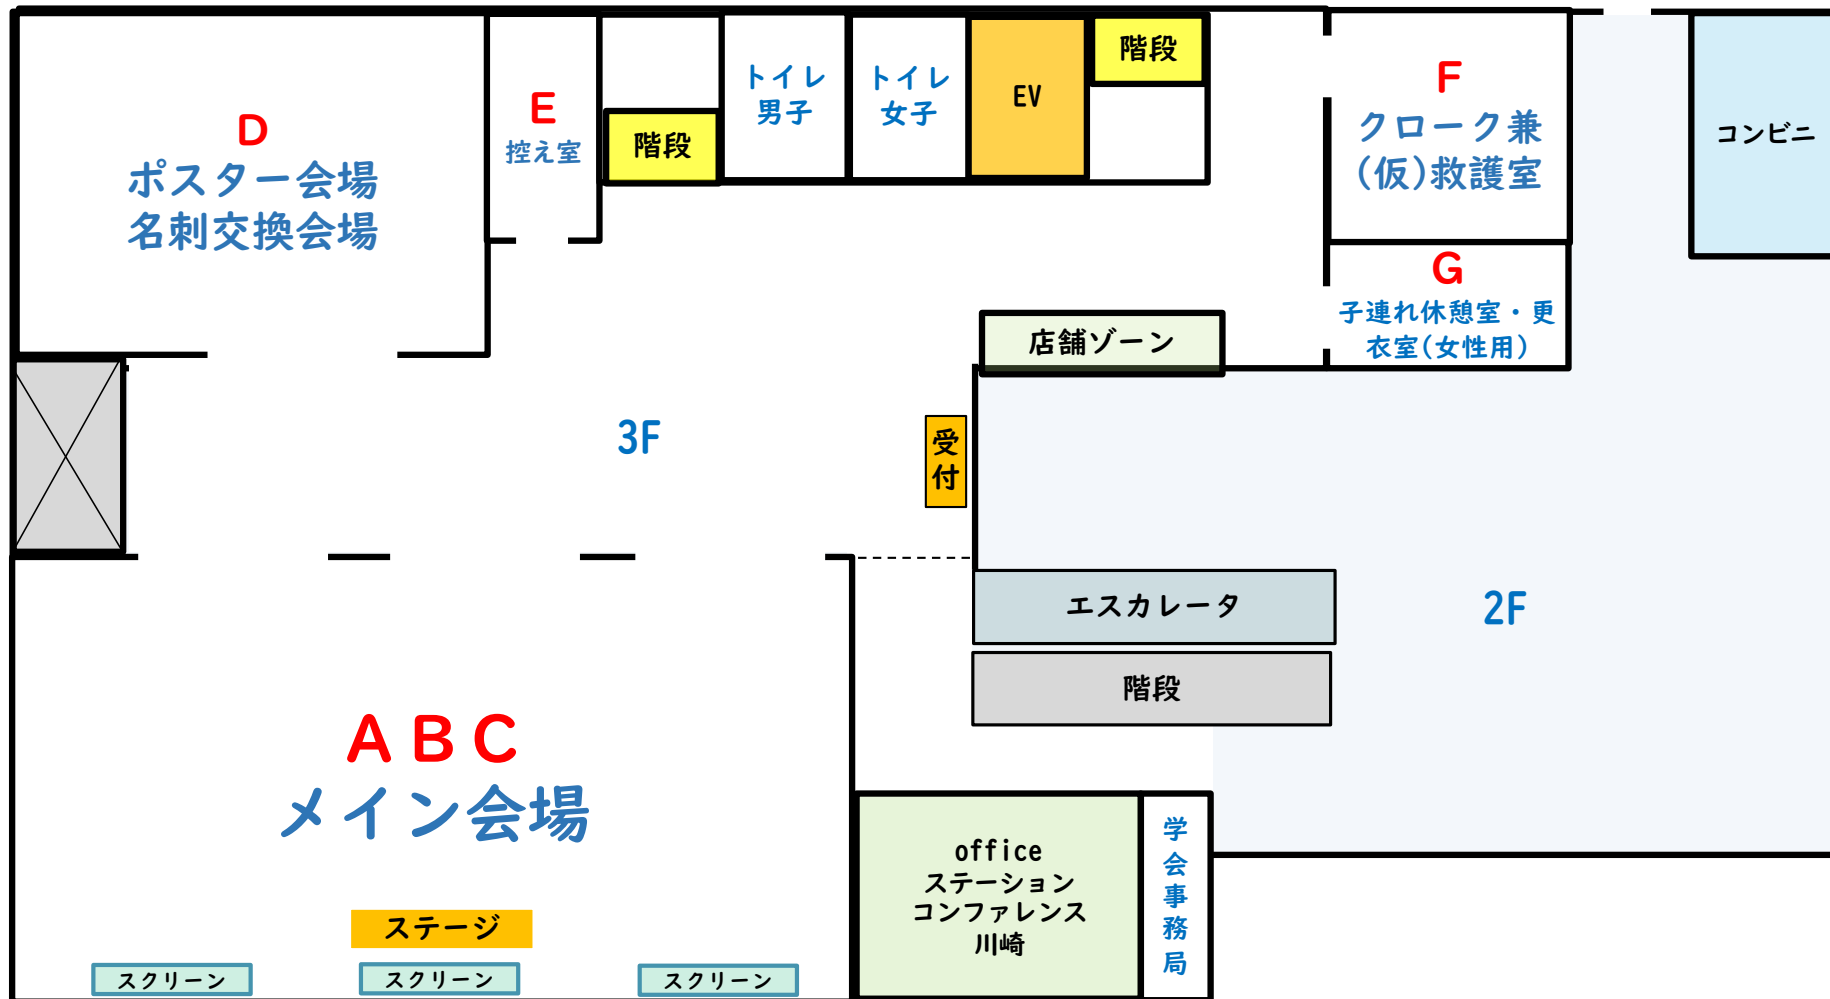 D
ポスター会場
名刺交換会場
E
控え室
階段
トイレ
男子
トイレ
女子
EV
階段
F
クローク兼
(仮)救護室
コンビニ
G
子連れ休憩室・更
衣室(女性用)
店舗ゾーン
3F
受
付
エスカレータ
2F
階段
ABC
メイン会場
ステージ
スクリーン
スクリーン
スクリーン
office
ステーション
コンファレンス
川崎
学
会
事
務
局